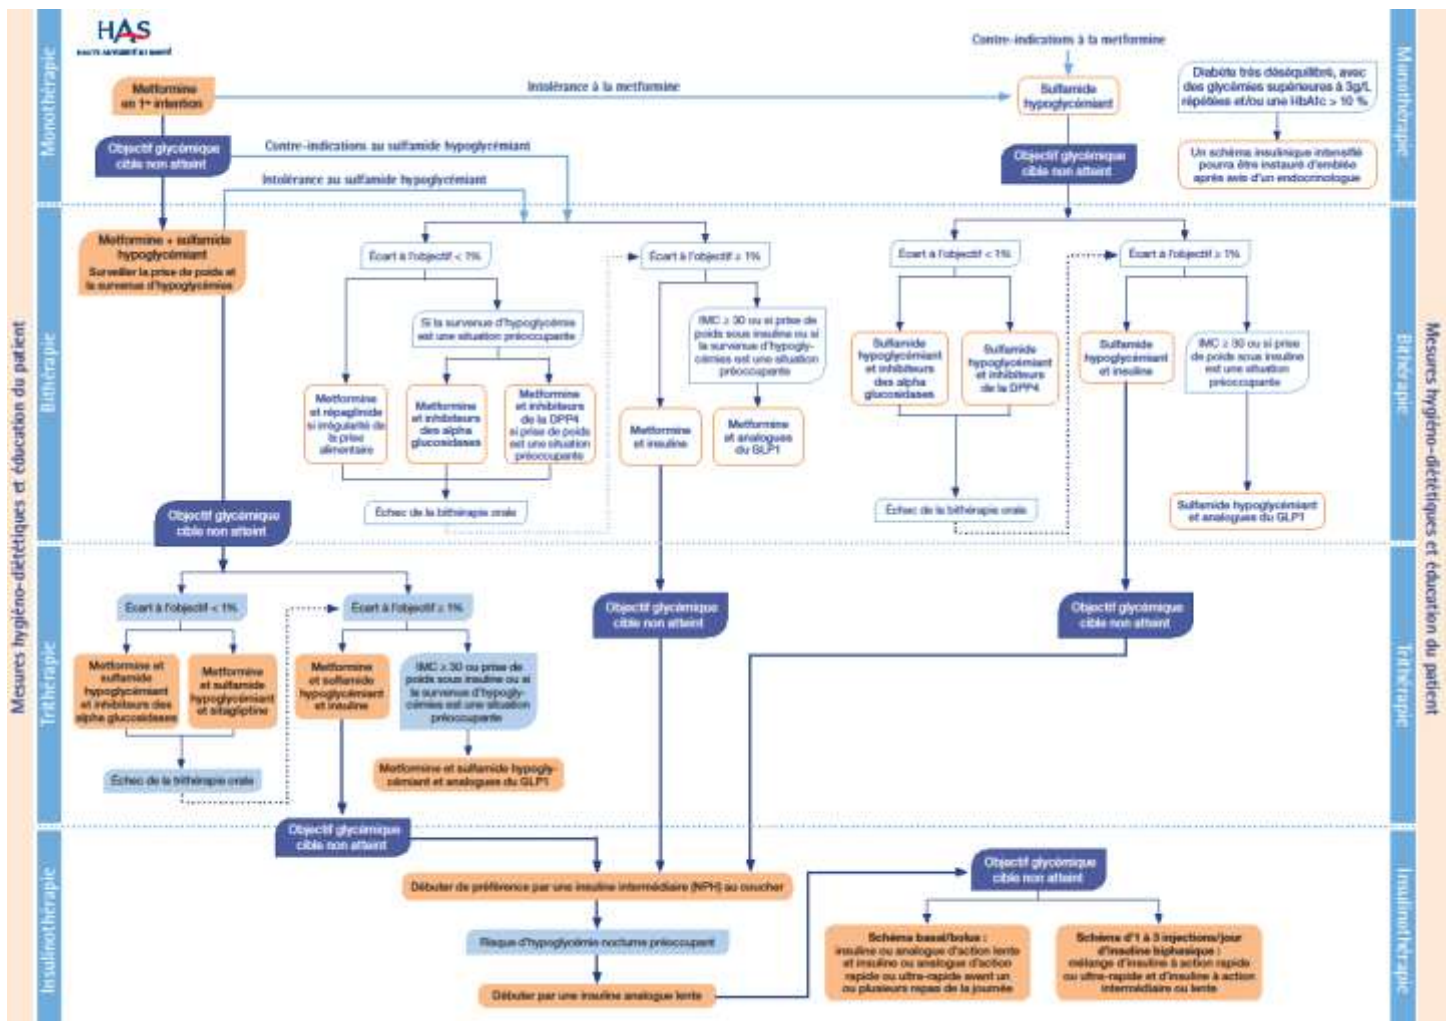 HAS
HAUTE AUTORITÉ DE SANTÉ
Mesures hygiéno-diététiques et éducation du patient
Monothérapie
Metformine
en 1re intention
Intolérance à la metformine
Contre-indications à la metformine
Sulfamide
hypoglycémiant
Diabète très déséquilibré, avec
des glycémies supérieures à 3g/L
répétées et/ou une HbA1c > 10 %
Monothérapie
Objectif glycémique
cible non atteint
Contre-indications au sulfamide hypoglycémiant
Intolérance au sulfamide hypoglycémiant
Objectif glycémique
cible non atteint
Un schéma insulinique intensifié
pourra être instauré d'emblée
après avis d'un endocrinologue
Bithérapie
Metformine + sulfamide
hypoglycémiant
Surveiller la prise de poids et
la survenue d'hypoglycémies
Écart à l'objectif < 1%
Écart à l'objectif ≥ 1%
Écart à l'objectif < 1%
Écart à l'objectif ≥ 1%
Bithérapie
Si la survenue d'hypoglycémie
est une situation préoccupante
IMC ≥ 30 ou si prise de
poids sous insuline ou si
la survenue d'hypogly-
cémies est une situation
préoccupante
Sulfamide
hypoglycémiant
et inhibiteurs
des alpha
glucosidases
Sulfamide
hypoglycémiant
et inhibiteurs
de la DPP4
Sulfamide
hypoglycémiant
et insuline
IMC ≥ 30 ou si prise
de poids sous insuline
est une situation
préoccupante
Metformine
et répaglinide
si irrégularité de
la prise
alimentaire
Metformine
et inhibiteurs
des alpha
glucosidases
Metformine
et inhibiteurs
de la DPP4
si prise de poids
est une situation
préoccupante
Metformine
et insuline
Metformine
et analogues
du GLP1
Objectif glycémique
cible non atteint
Échec de la bithérapie orale
Échec de la bithérapie orale
Sulfamide hypoglycémiant
et analogues du GLP1
Trithérapie
Écart à l'objectif < 1%
Écart à l'objectif ≥ 1%
Objectif glycémique
cible non atteint
Objectif glycémique
cible non atteint
Trithérapie
Metformine et
sulfamide
hypoglycémiant
et inhibiteurs des
alpha glucosidases
Metformine
et sulfamide
hypoglycémiant
et sitagliptine
Metformine
et sulfamide
hypoglycémiant
et insuline
IMC ≥ 30 ou prise de
poids sous insuline ou si
la survenue d'hypogly-
cémies est une situation
préoccupante
Échec de la trithérapie orale
Metformine et sulfamide hypogly-
cémiant et analogues du GLP1
Insulinothérapie
Objectif glycémique
cible non atteint
Débuter de préférence par une insuline intermédiaire (NPH) au coucher
Risque d'hypoglycémie nocturne préoccupant
Débuter par une insuline analogue lente
Objectif glycémique
cible non atteint
Schéma basal/bolus :
insuline ou analogue d'action lente
et insuline ou analogue d'action
rapide ou ultra-rapide avant un
ou plusieurs repas de la journée
Schéma d'1 à 3 injections/jour
d'insuline biphasique :
mélange d'insuline à action rapide
ou ultra-rapide et d'insuline à action
intermédiaire ou lente
Insulinothérapie
Mesures hygiéno-diététiques et éducation du patient